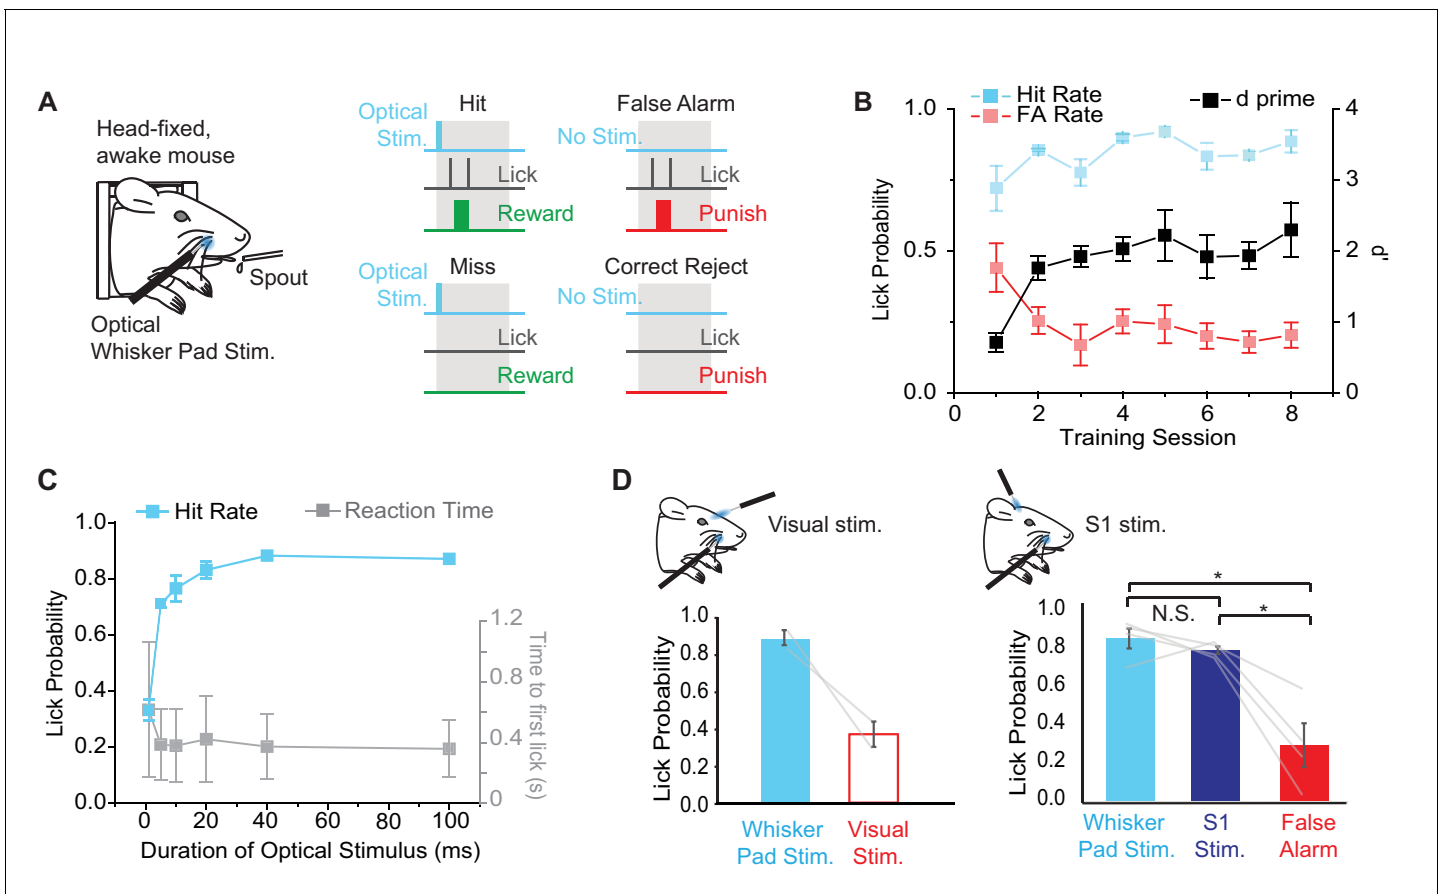 A
Head-fixed,
awake mouse
Spout
Optical
Whisker Pad Stim.
Hit
Optical
Stim.
Lick
Reward
False Alarm
No Stim.
Lick
Punish
Miss
Optical
Stim.
Lick
Reward
Correct Reject
No Stim.
Lick
Punish
B
Hit Rate
FA Rate
d prime
Lick Probability
1.0
0.5
0.0
4
3
2
1
0
d'
0 2 4 6 8
Training Session
C
Hit Rate
Reaction Time
Lick Probability
1.0
0.8
0.6
0.4
0.2
0.0
1.2
0.8
0.4
0
Time to
first lick (s)
0 20 40 60 80 100
Duration of Optical Stimulus (ms)
D
Visual stim.
Lick Probability
1.0
0.8
0.6
0.4
0.2
0.0
Whisker
Pad Stim.
Visual
Stim.
S1 stim.
*
N.S.
*
Lick Probability
1.0
0.8
0.6
0.4
0.2
0.0
Whisker
Pad Stim.
S1
Stim.
False
Alarm